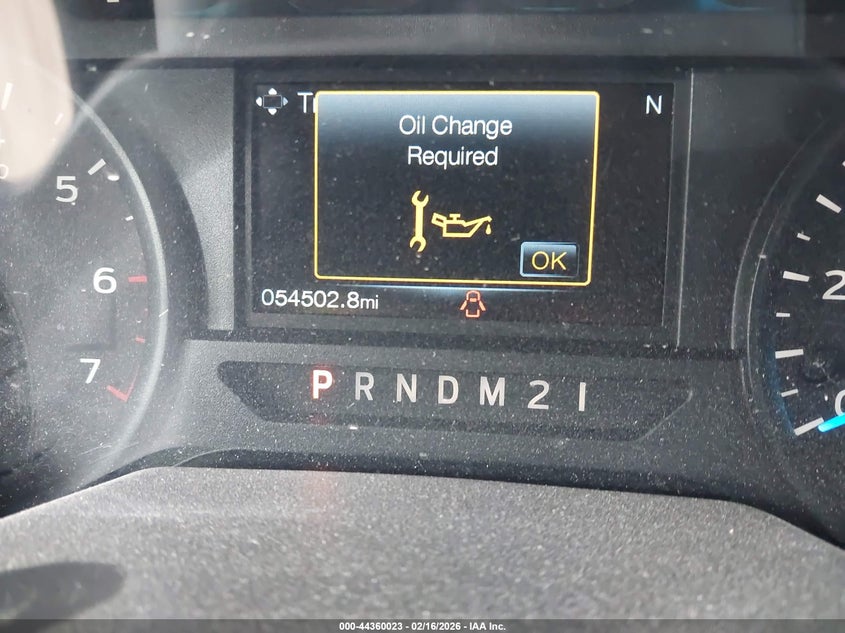 N
Oil Change
Required
OK
054502.8mi
P R N D M 2 1
5
6
7
2
0
000-44360023 - 02/16/2026 - IAA Inc.